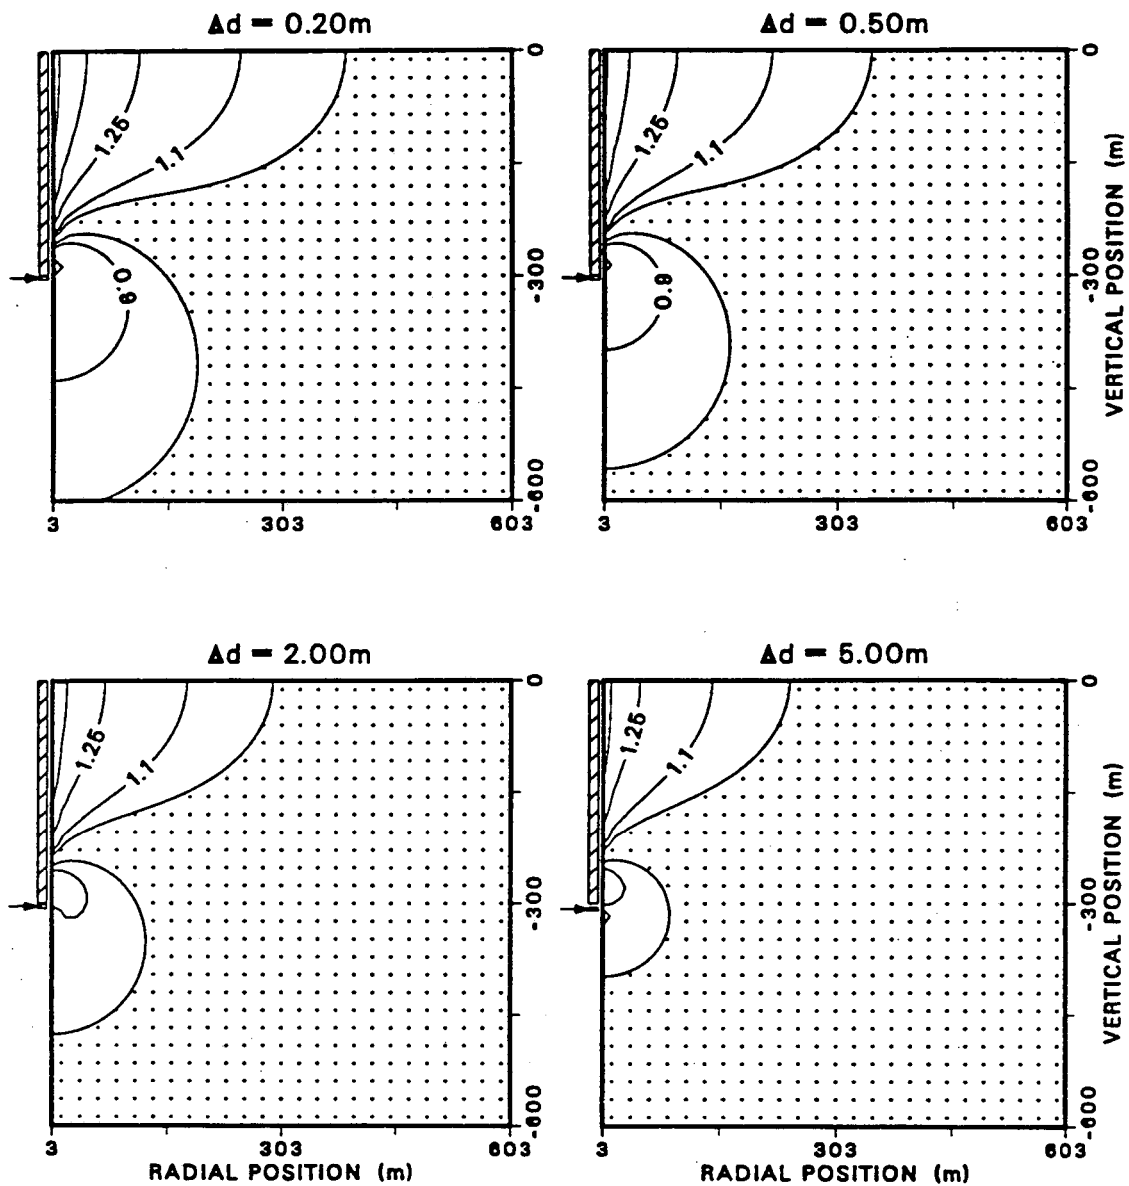 Δd = 0.20m
Δd = 0.50m
1.25
1.1
0.9
1.25
1.1
0.9
0
-300
-600
0
-300
-600
VERTICAL POSITION (m)
3 303 603
3 303 603
Δd = 2.00m
Δd = 5.00m
1.25
1.1
1.25
1.1
0
-300
-600
0
-300
-600
VERTICAL POSITION (m)
3 303 603
3 303 603
RADIAL POSITION (m)
RADIAL POSITION (m)